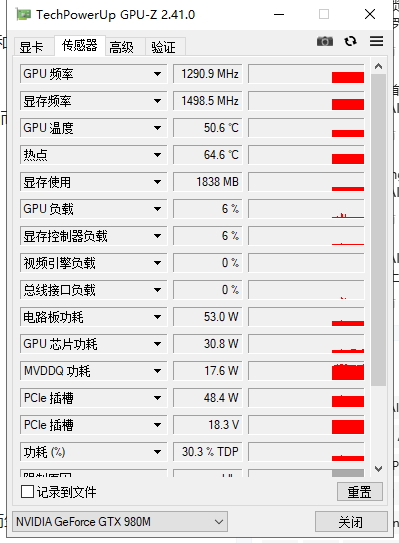 TechPowerUp GPU-Z 2.41.0
显卡 传感器 高级 验证
GPU 频率 1290.9 MHz
显存频率 1498.5 MHz
GPU 温度 50.6 °C
热点 64.6 °C
显存使用 1838 MB
GPU 负载 6 %
显存控制器负载 6 %
视频引擎负载 0 %
总线接口负载 0 %
电路板功耗 53.0 W
GPU 芯片功耗 30.8 W
MVDDQ 功耗 17.6 W
PCIe 插槽 48.4 W
PCIe 插槽 18.3 V
功耗 (%) 30.3 % TDP
记录到文件 重置
NVIDIA GeForce GTX 980M 关闭